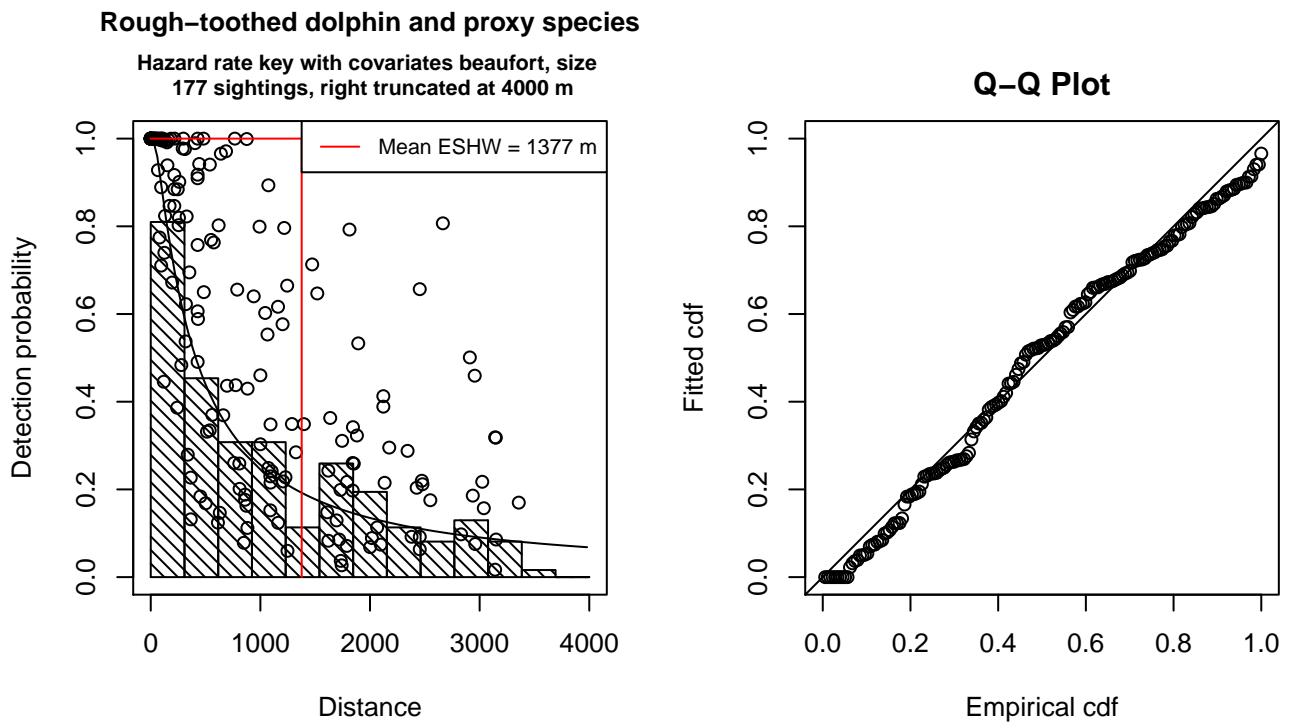 Rough−toothed dolphin and proxy species
Hazard rate key with covariates beaufort, size
177 sightings, right truncated at 4000 m
Mean ESHW = 1377 m
Detection probability
0.0 0.2 0.4 0.6 0.8 1.0
0 1000 2000 3000 4000
Distance
Q−Q Plot
Fitted cdf
0.0 0.2 0.4 0.6 0.8 1.0
0.0 0.2 0.4 0.6 0.8 1.0
Empirical cdf